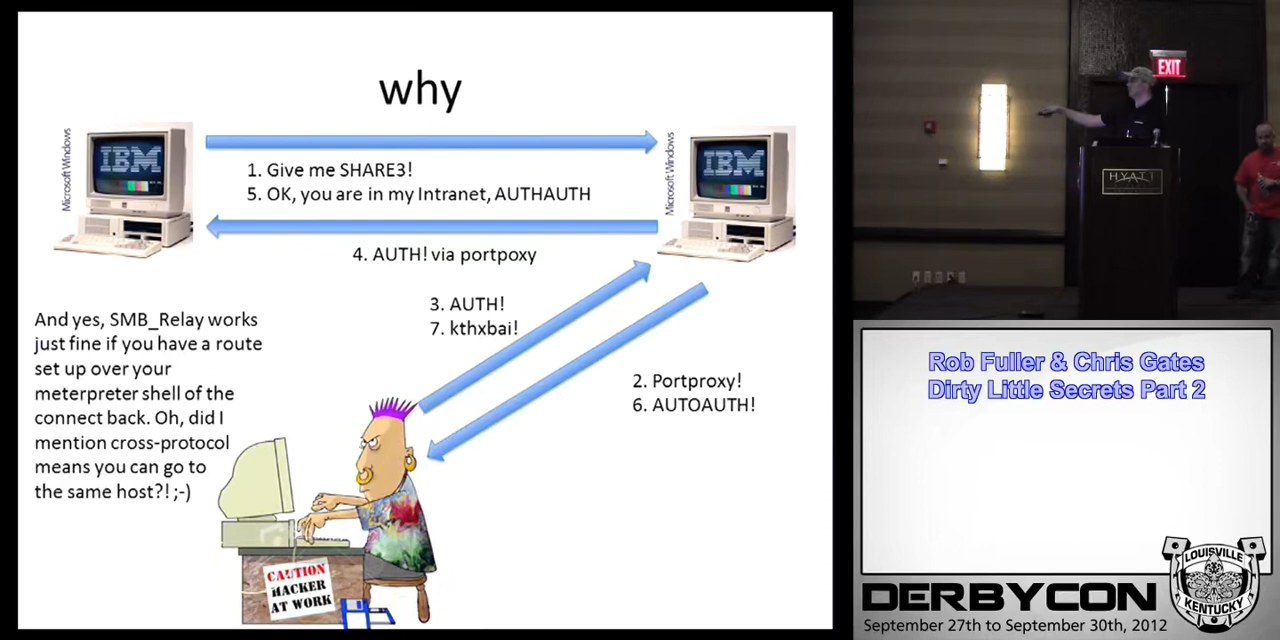 why
Microsoft Windows
IBM
Microsoft Windows
IBM
1. Give me SHARE3!
5. OK, you are in my Intranet, AUTHAUTH
4. AUTH! via portpoxy
3. AUTH!
7. kthxbai!
2. Portproxy!
6. AUTOAUTH!
And yes, SMB_Relay works
just fine if you have a route
set up over your
meterpreter shell of the
connect back. Oh, did I
mention cross-protocol
means you can go to
the same host?! ;-)
CAUTION
HACKER
AT WORK
EXIT
HYATT
Rob Fuller & Chris Gates
Dirty Little Secrets Part 2
LOUISVILLE
KENTUCKY
DERBYCON
September 27th to September 30th, 2012